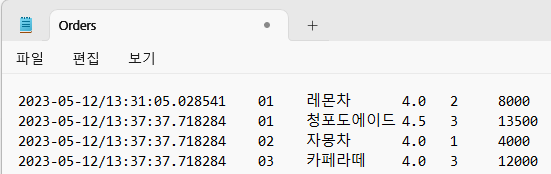 Orders
파일 편집 보기
2023-05-12/13:31:05.028541 01 레몬차 4.0 2 8000
2023-05-12/13:37:37.718284 01 청포도에이드 4.5 3 13500
2023-05-12/13:37:37.718284 02 자몽차 4.0 1 4000
2023-05-12/13:37:37.718284 03 카페라떼 4.0 3 12000